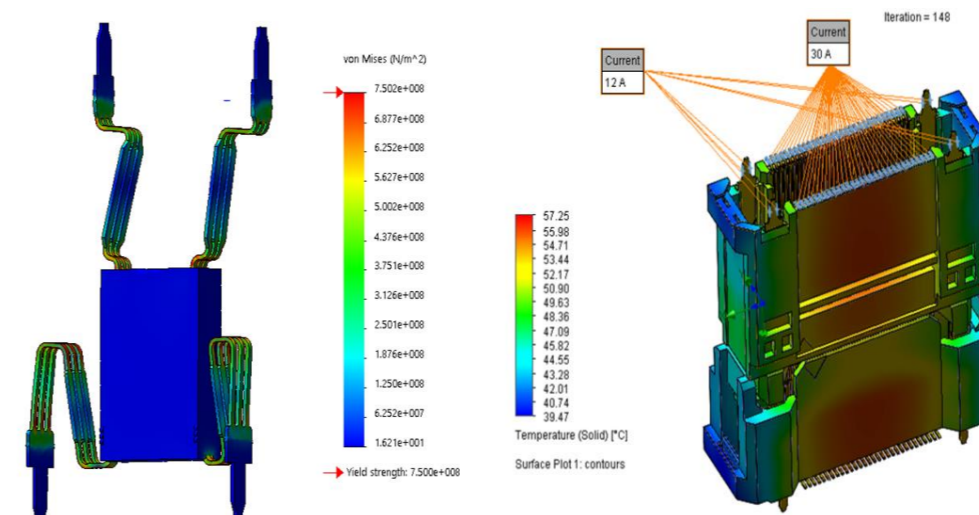 von Mises (N/m^2)
7.502e+008
6.877e+008
6.252e+008
5.627e+008
5.002e+008
4.376e+008
3.751e+008
3.126e+008
2.501e+008
1.876e+008
1.250e+008
6.252e+007
1.621e+001
Yield strength: 7.500e+008
Iteration = 148
Current
12 A
Current
30 A
57.25
55.98
54.71
53.44
52.17
50.90
49.63
48.36
47.09
45.82
44.55
43.28
42.01
40.74
39.47
Temperature (Solid) [°C]
Surface Plot 1: contours